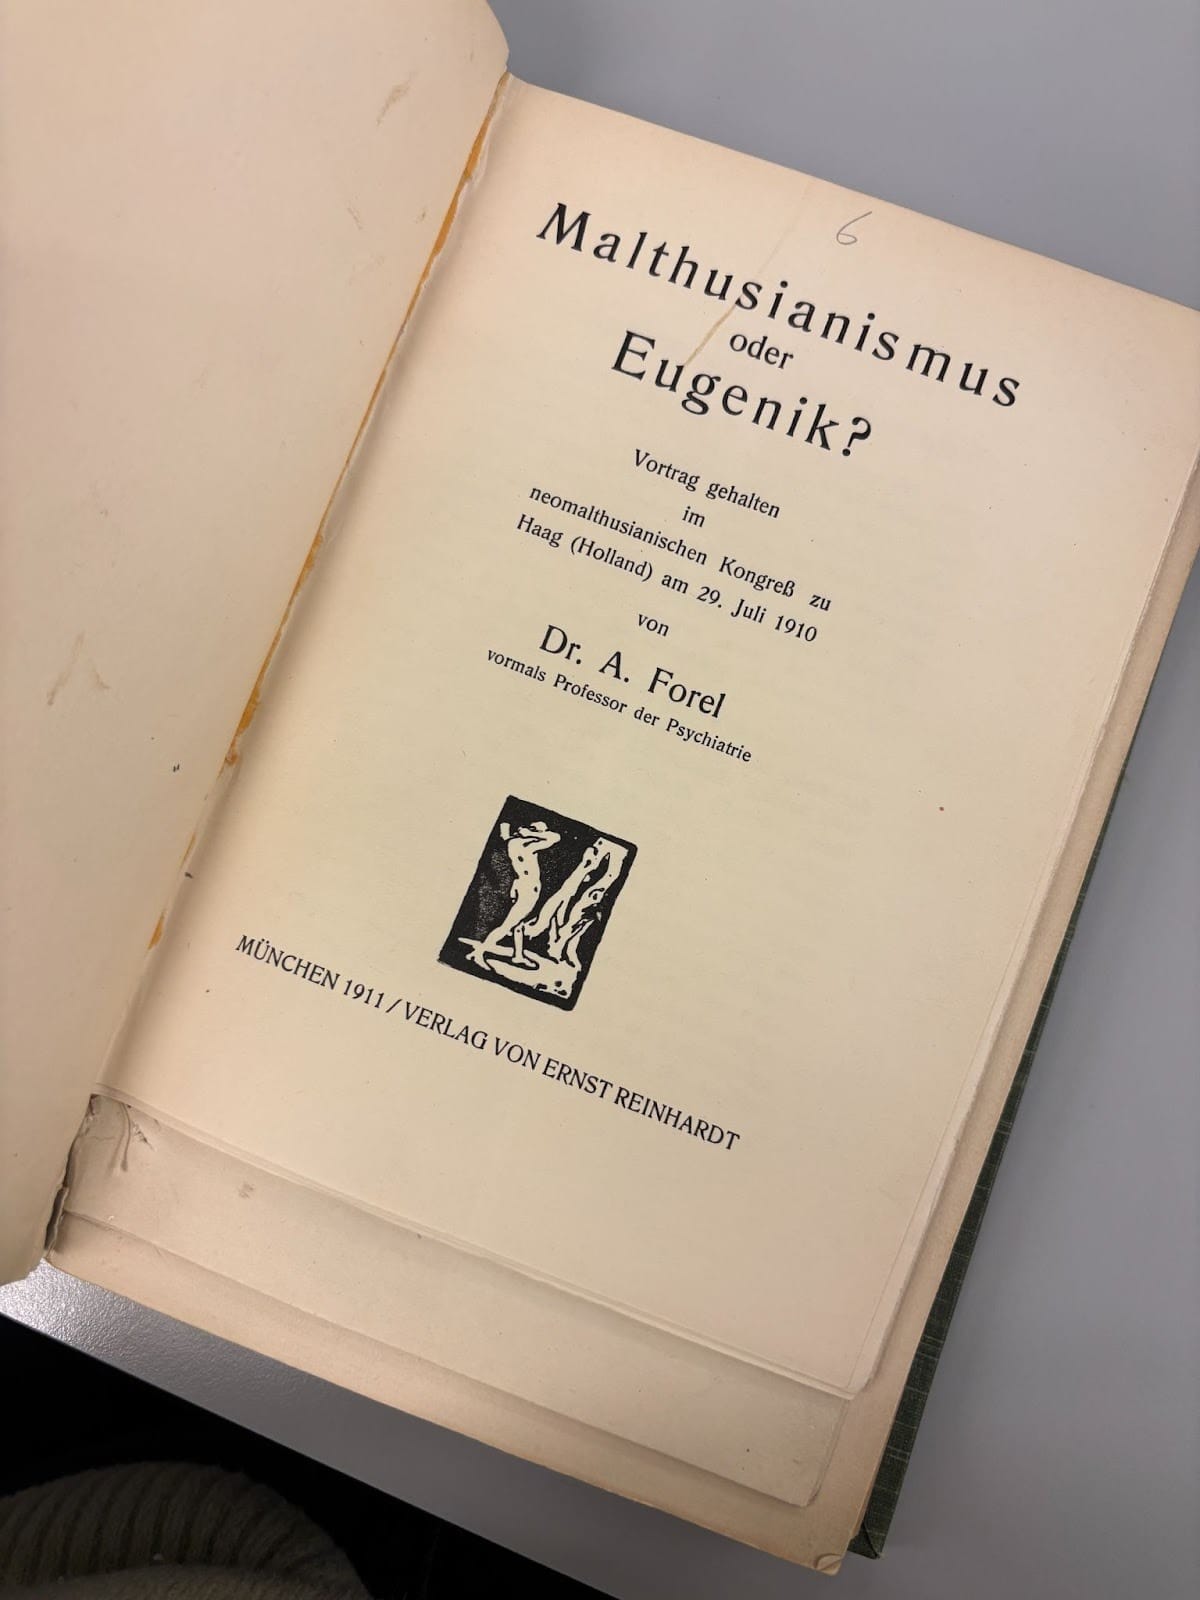 6
Malthusianismus
oder
Eugenik?
Vortrag gehalten
im
neomalthusianischen Kongreß zu
Haag (Holland) am 29. Juli 1910
von
Dr. A. Forel
vormals Professor der Psychiatrie
MÜNCHEN 1911 / VERLAG VON ERNST REINHARDT